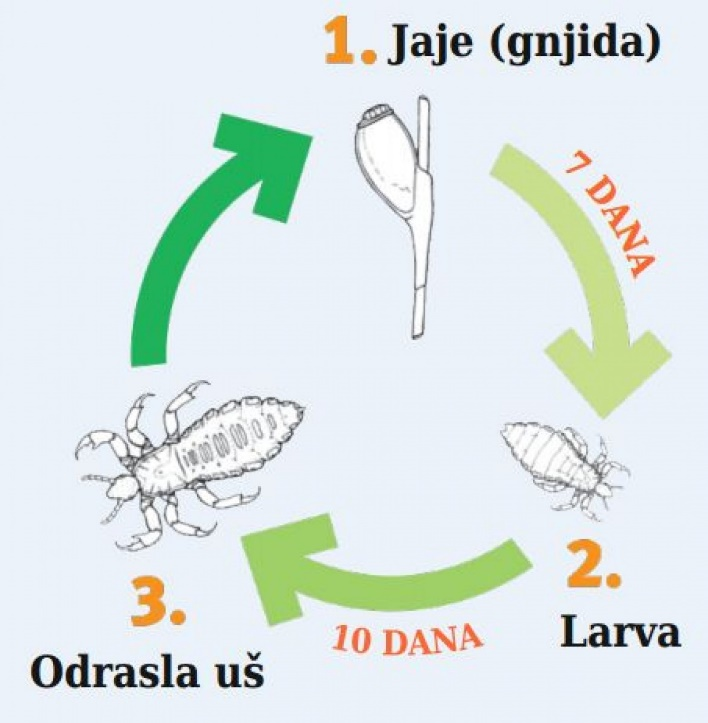 1. Jaje (gnjida)
7 DANA
2.
Larva
10 DANA
3.
Odrasla uš